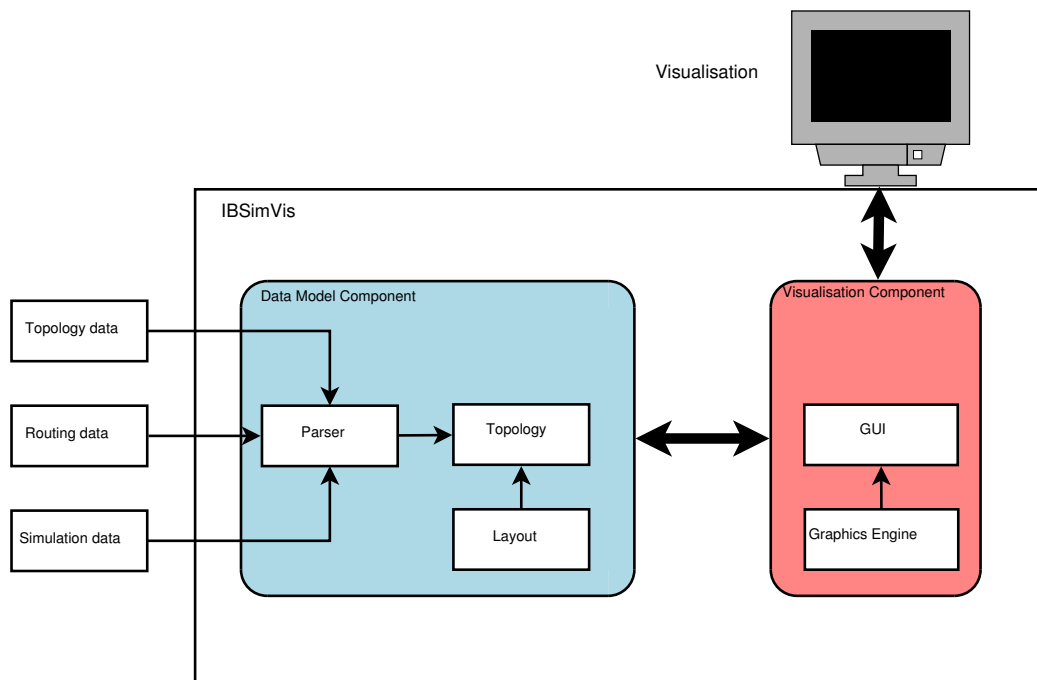 Visualisation
IBSimVis
Data Model Component
Visualisation Component
Topology data
Routing data
Parser
Topology
GUI
Simulation data
Layout
Graphics Engine